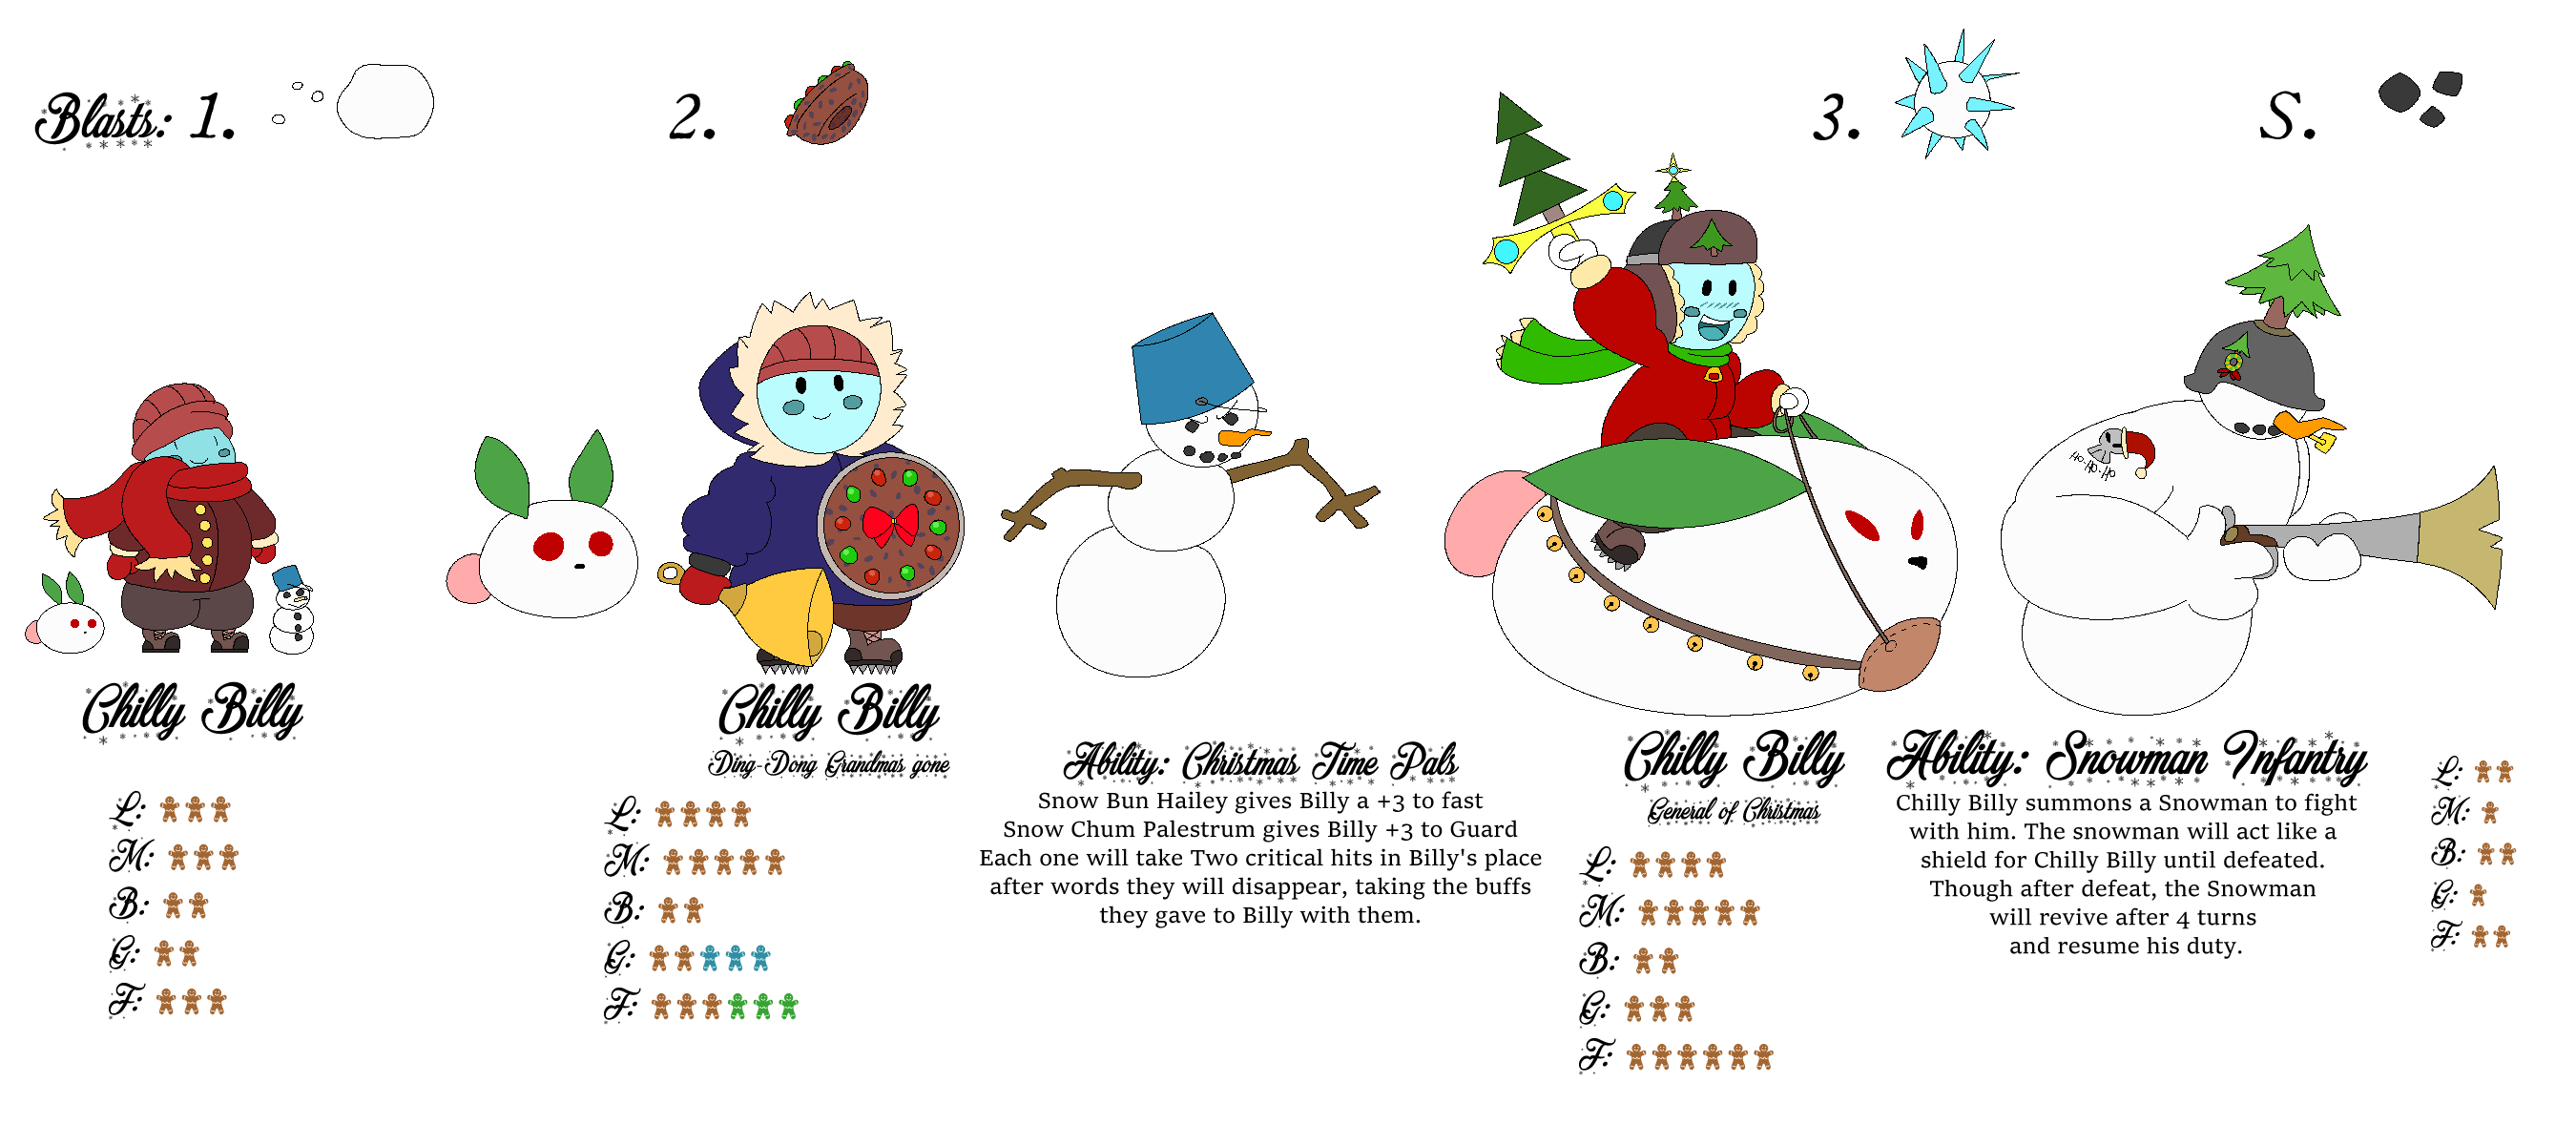 Blasts: 1.
2.
3.
S.
HO-HO-HO
Chilly Billy
L:
M:
B:
G:
F:
Chilly Billy
Ding-Dong Grandmas gone
L:
M:
B:
G:
F:
Ability: Christmas Time Pals
Snow Bun Hailey gives Billy a +3 to fast
Snow Chum Palestrum gives Billy +3 to Guard
Each one will take Two critical hits in Billy's place
after words they will disappear, taking the buffs
they gave to Billy with them.
Chilly Billy
General of Christmas
L:
M:
B:
G:
F:
Ability: Snowman Infantry
Chilly Billy summons a Snowman to fight
with him. The snowman will act like a
shield for Chilly Billy until defeated.
Though after defeat, the Snowman
will revive after 4 turns
and resume his duty.
L:
M:
B:
G:
F: